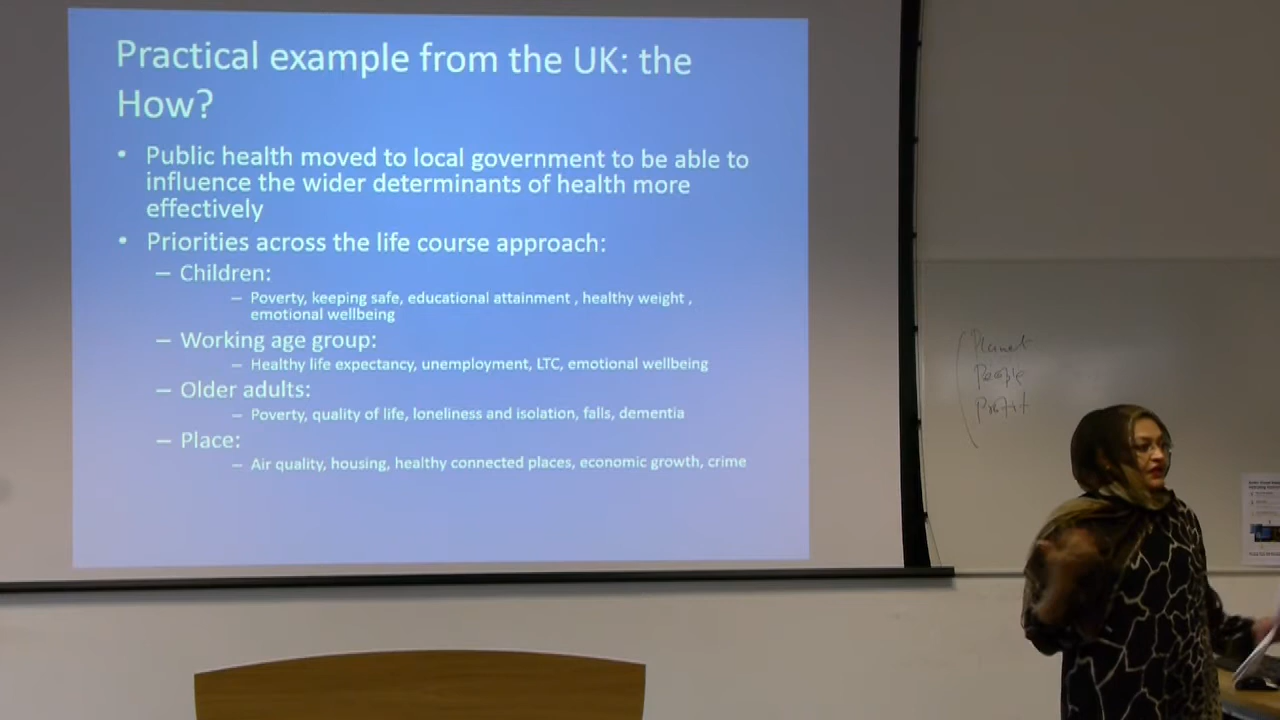 Practical example from the UK: the
How?
• Public health moved to local government to be able to
influence the wider determinants of health more
effectively
• Priorities across the life course approach:
– Children:
– Poverty, keeping safe, educational attainment , healthy weight ,
emotional wellbeing
– Working age group:
– Healthy life expectancy, unemployment, LTC, emotional wellbeing
– Older adults:
– Poverty, quality of life, loneliness and isolation, falls, dementia
– Place:
– Air quality, housing, healthy connected places, economic growth, crime
Planet
People
Profit